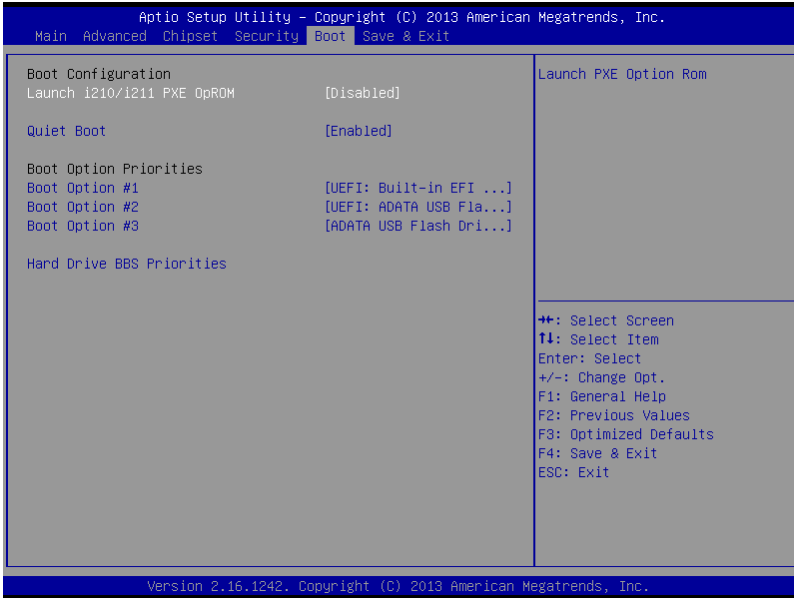 Aptio Setup Utility – Copyright (C) 2013 American Megatrends, Inc.
Main Advanced Chipset Security Boot Save & Exit
Boot Configuration
Launch i210/i211 PXE OpROM [Disabled]
Quiet Boot [Enabled]
Boot Option Priorities
Boot Option #1 [UEFI: Built-in EFI ...]
Boot Option #2 [UEFI: ADATA USB Fla...]
Boot Option #3 [ADATA USB Flash Dri...]
Hard Drive BBS Priorities
Launch PXE Option Rom
→←: Select Screen
↑↓: Select Item
Enter: Select
+/-: Change Opt.
F1: General Help
F2: Previous Values
F3: Optimized Defaults
F4: Save & Exit
ESC: Exit
Version 2.16.1242. Copyright (C) 2013 American Megatrends, Inc.